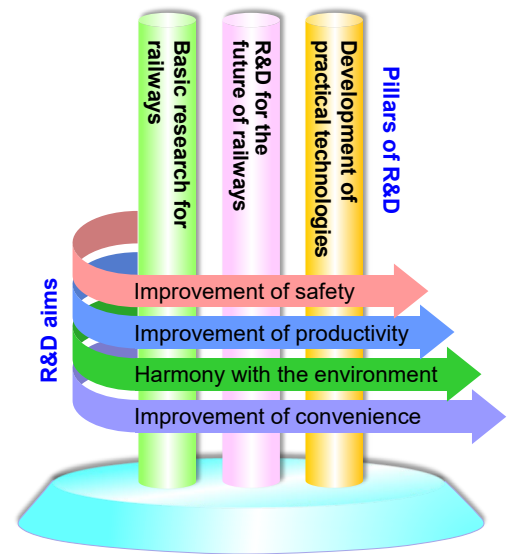 Basic research for
railways
R&D for the
future of railways
Development of
practical technologies
Pillars of R&D
R&D aims
Improvement of safety
Improvement of productivity
Harmony with the environment
Improvement of convenience